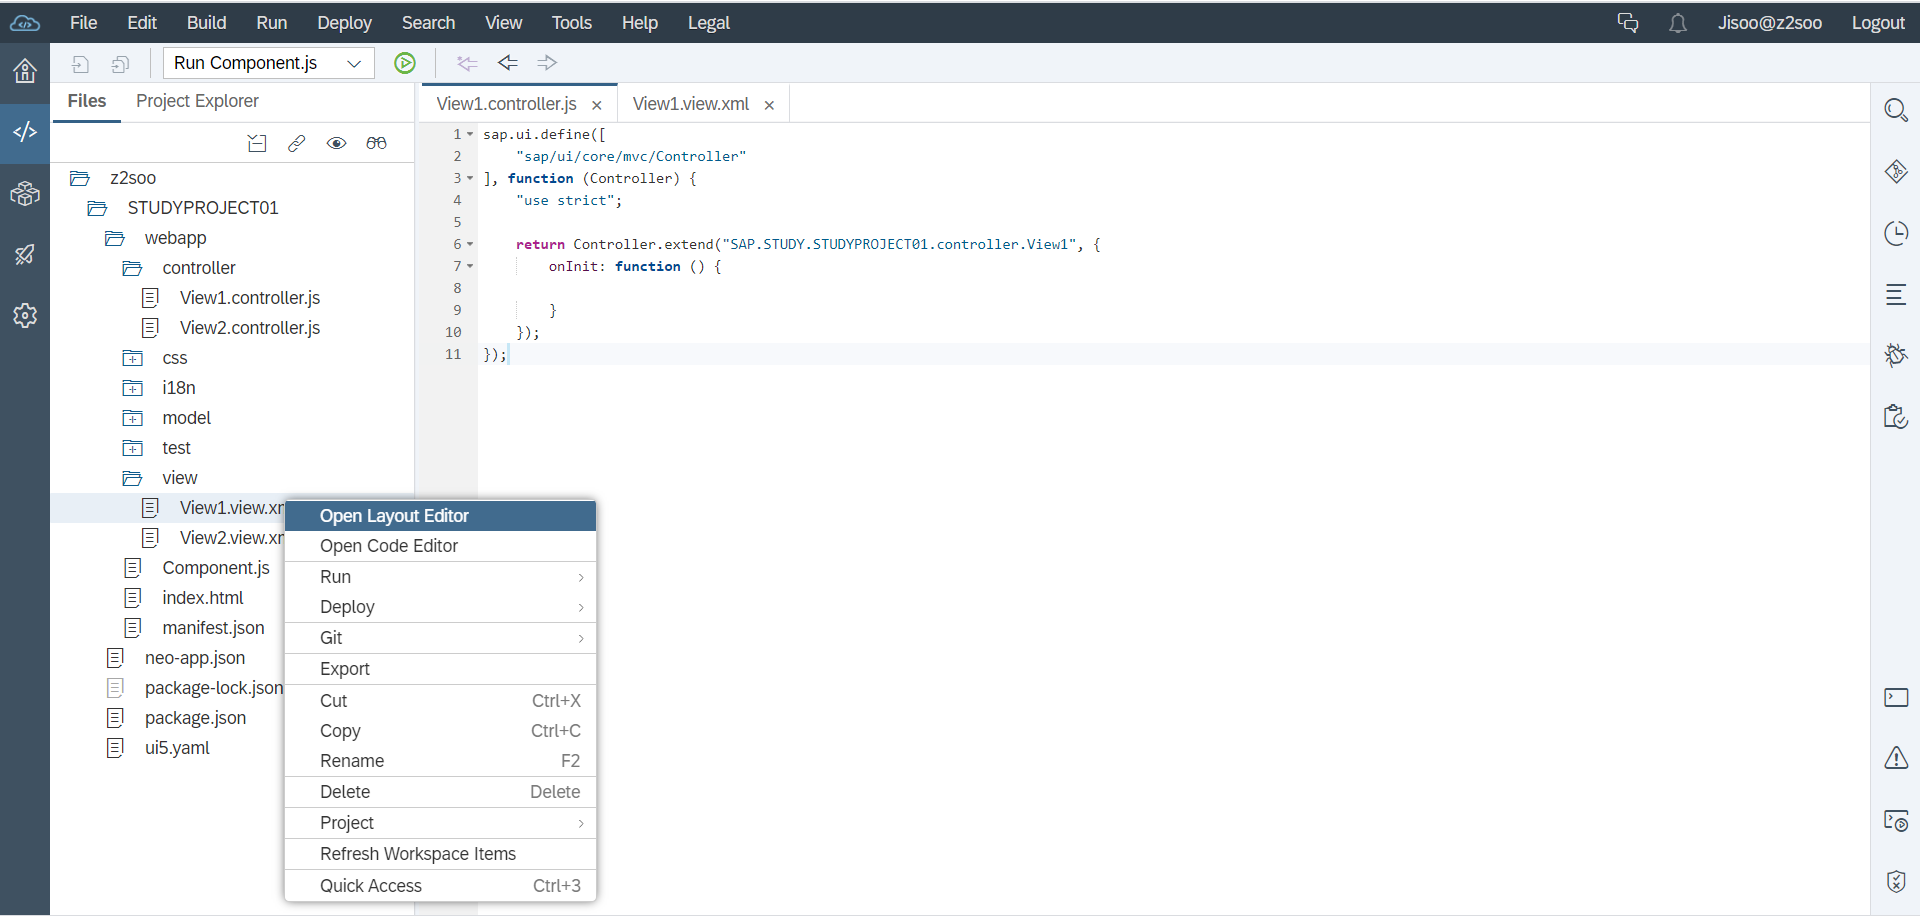 File Edit Build Run Deploy Search View Tools Help Legal Jisoo@z2soo Logout
Run Component.js
Files Project Explorer
View1.controller.js × View1.view.xml ×
z2soo
STUDYPROJECT01
webapp
controller
View1.controller.js
View2.controller.js
css
i18n
model
test
view
View1.view.xm
View2.view.xm
Component.js
index.html
manifest.json
neo-app.json
package-lock.json
package.json
ui5.yaml
1 sap.ui.define([
2 "sap/ui/core/mvc/Controller"
3 ], function (Controller) {
4 "use strict";
5
6 return Controller.extend("SAP.STUDY.STUDYPROJECT01.controller.View1", {
7 onInit: function () {
8
9 }
10 });
11 });
Open Layout Editor
Open Code Editor
Run
Deploy
Git
Export
Cut Ctrl+X
Copy Ctrl+C
Rename F2
Delete Delete
Project
Refresh Workspace Items
Quick Access Ctrl+3